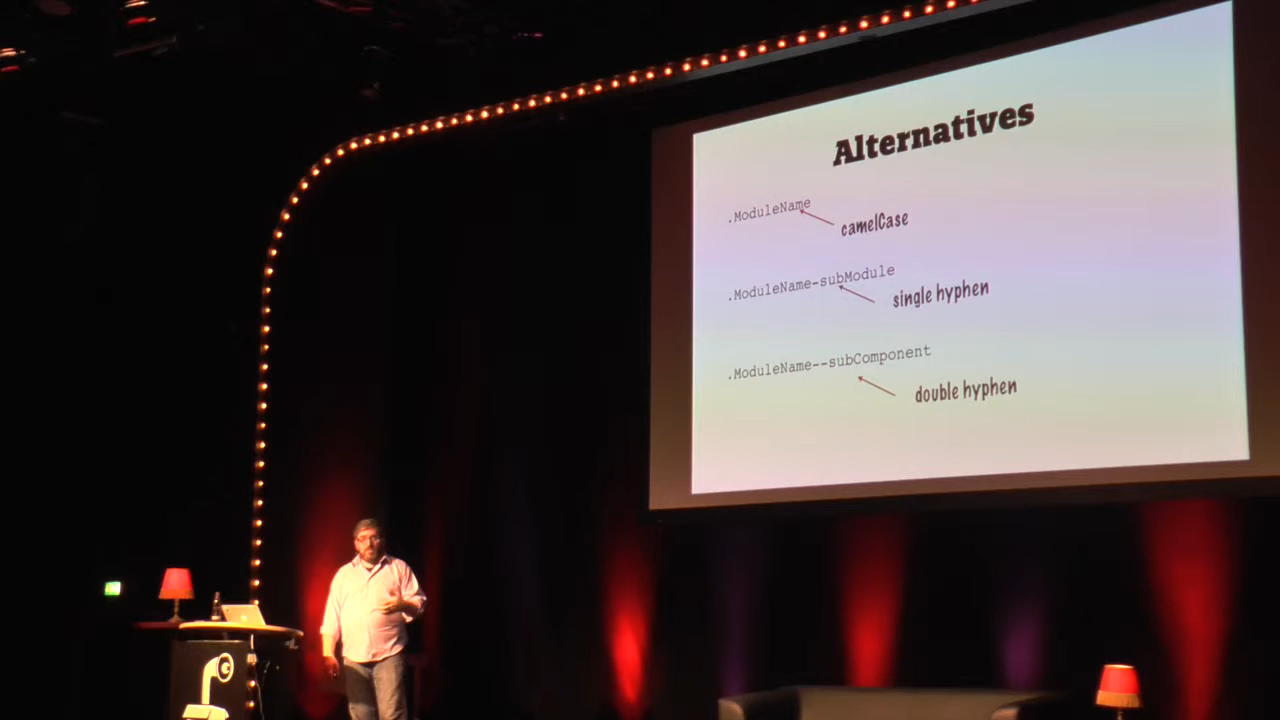 Alternatives
.ModuleName
camelCase
.ModuleName-subModule
single hyphen
.ModuleName--subComponent
double hyphen